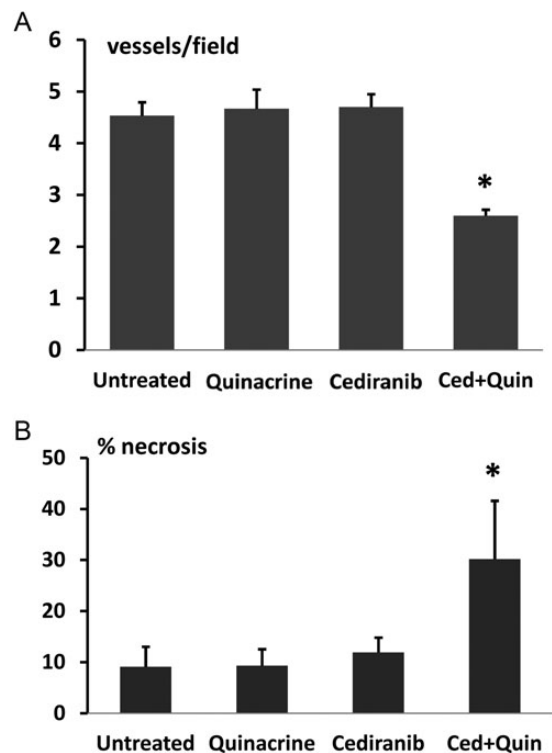 A
vessels/field
6
5
4
3
2
1
0
*
Untreated Quinacrine Cediranib Ced+Quin
B
% necrosis
50
40
30
20
10
0
*
Untreated Quinacrine Cediranib Ced+Quin